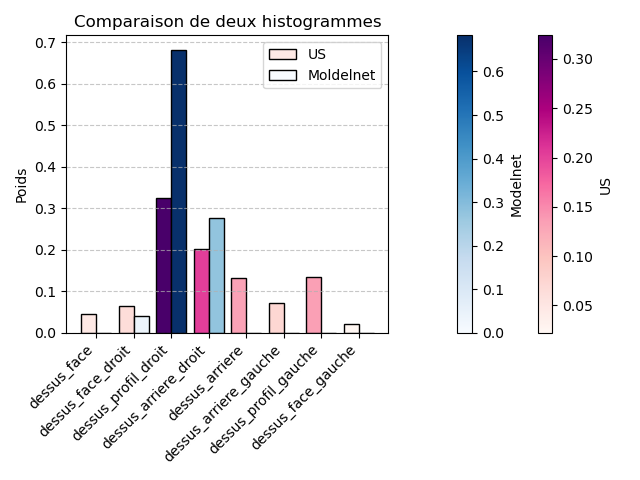 Comparaison de deux histogrammes
0.7
0.6
0.5
0.4
0.3
0.2
0.1
0.0
Poids
US
Moldelnet
dessus_face
dessus_face_droit
dessus_profil_droit
dessus_arriere_droit
dessus_arriere
dessus_arriere_gauche
dessus_profil_gauche
dessus_face_gauche
0.6
0.5
0.4
0.3
0.2
0.1
0.0
Modelnet
0.30
0.25
0.20
0.15
0.10
0.05
US